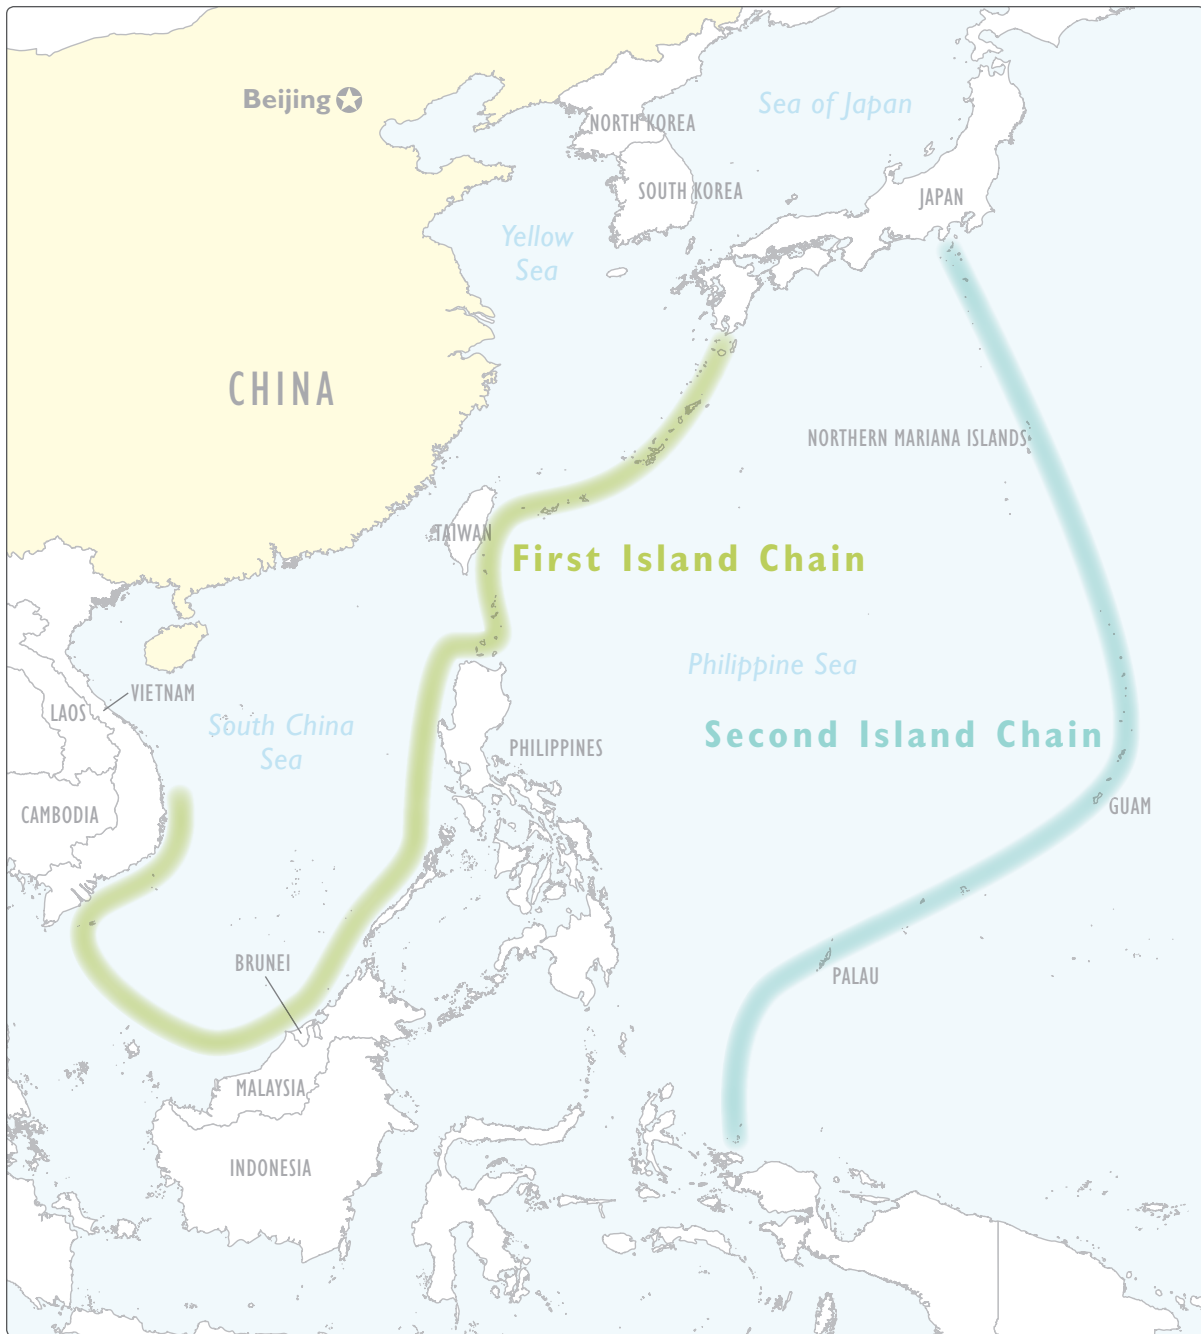 Beijing
Sea of Japan
NORTH KOREA
SOUTH KOREA
JAPAN
Yellow
Sea
CHINA
NORTHERN MARIANA ISLANDS
TAIWAN
First Island Chain
Philippine Sea
VIETNAM
LAOS
South China
Sea
Second Island Chain
PHILIPPINES
CAMBODIA
GUAM
BRUNEI
PALAU
MALAYSIA
INDONESIA